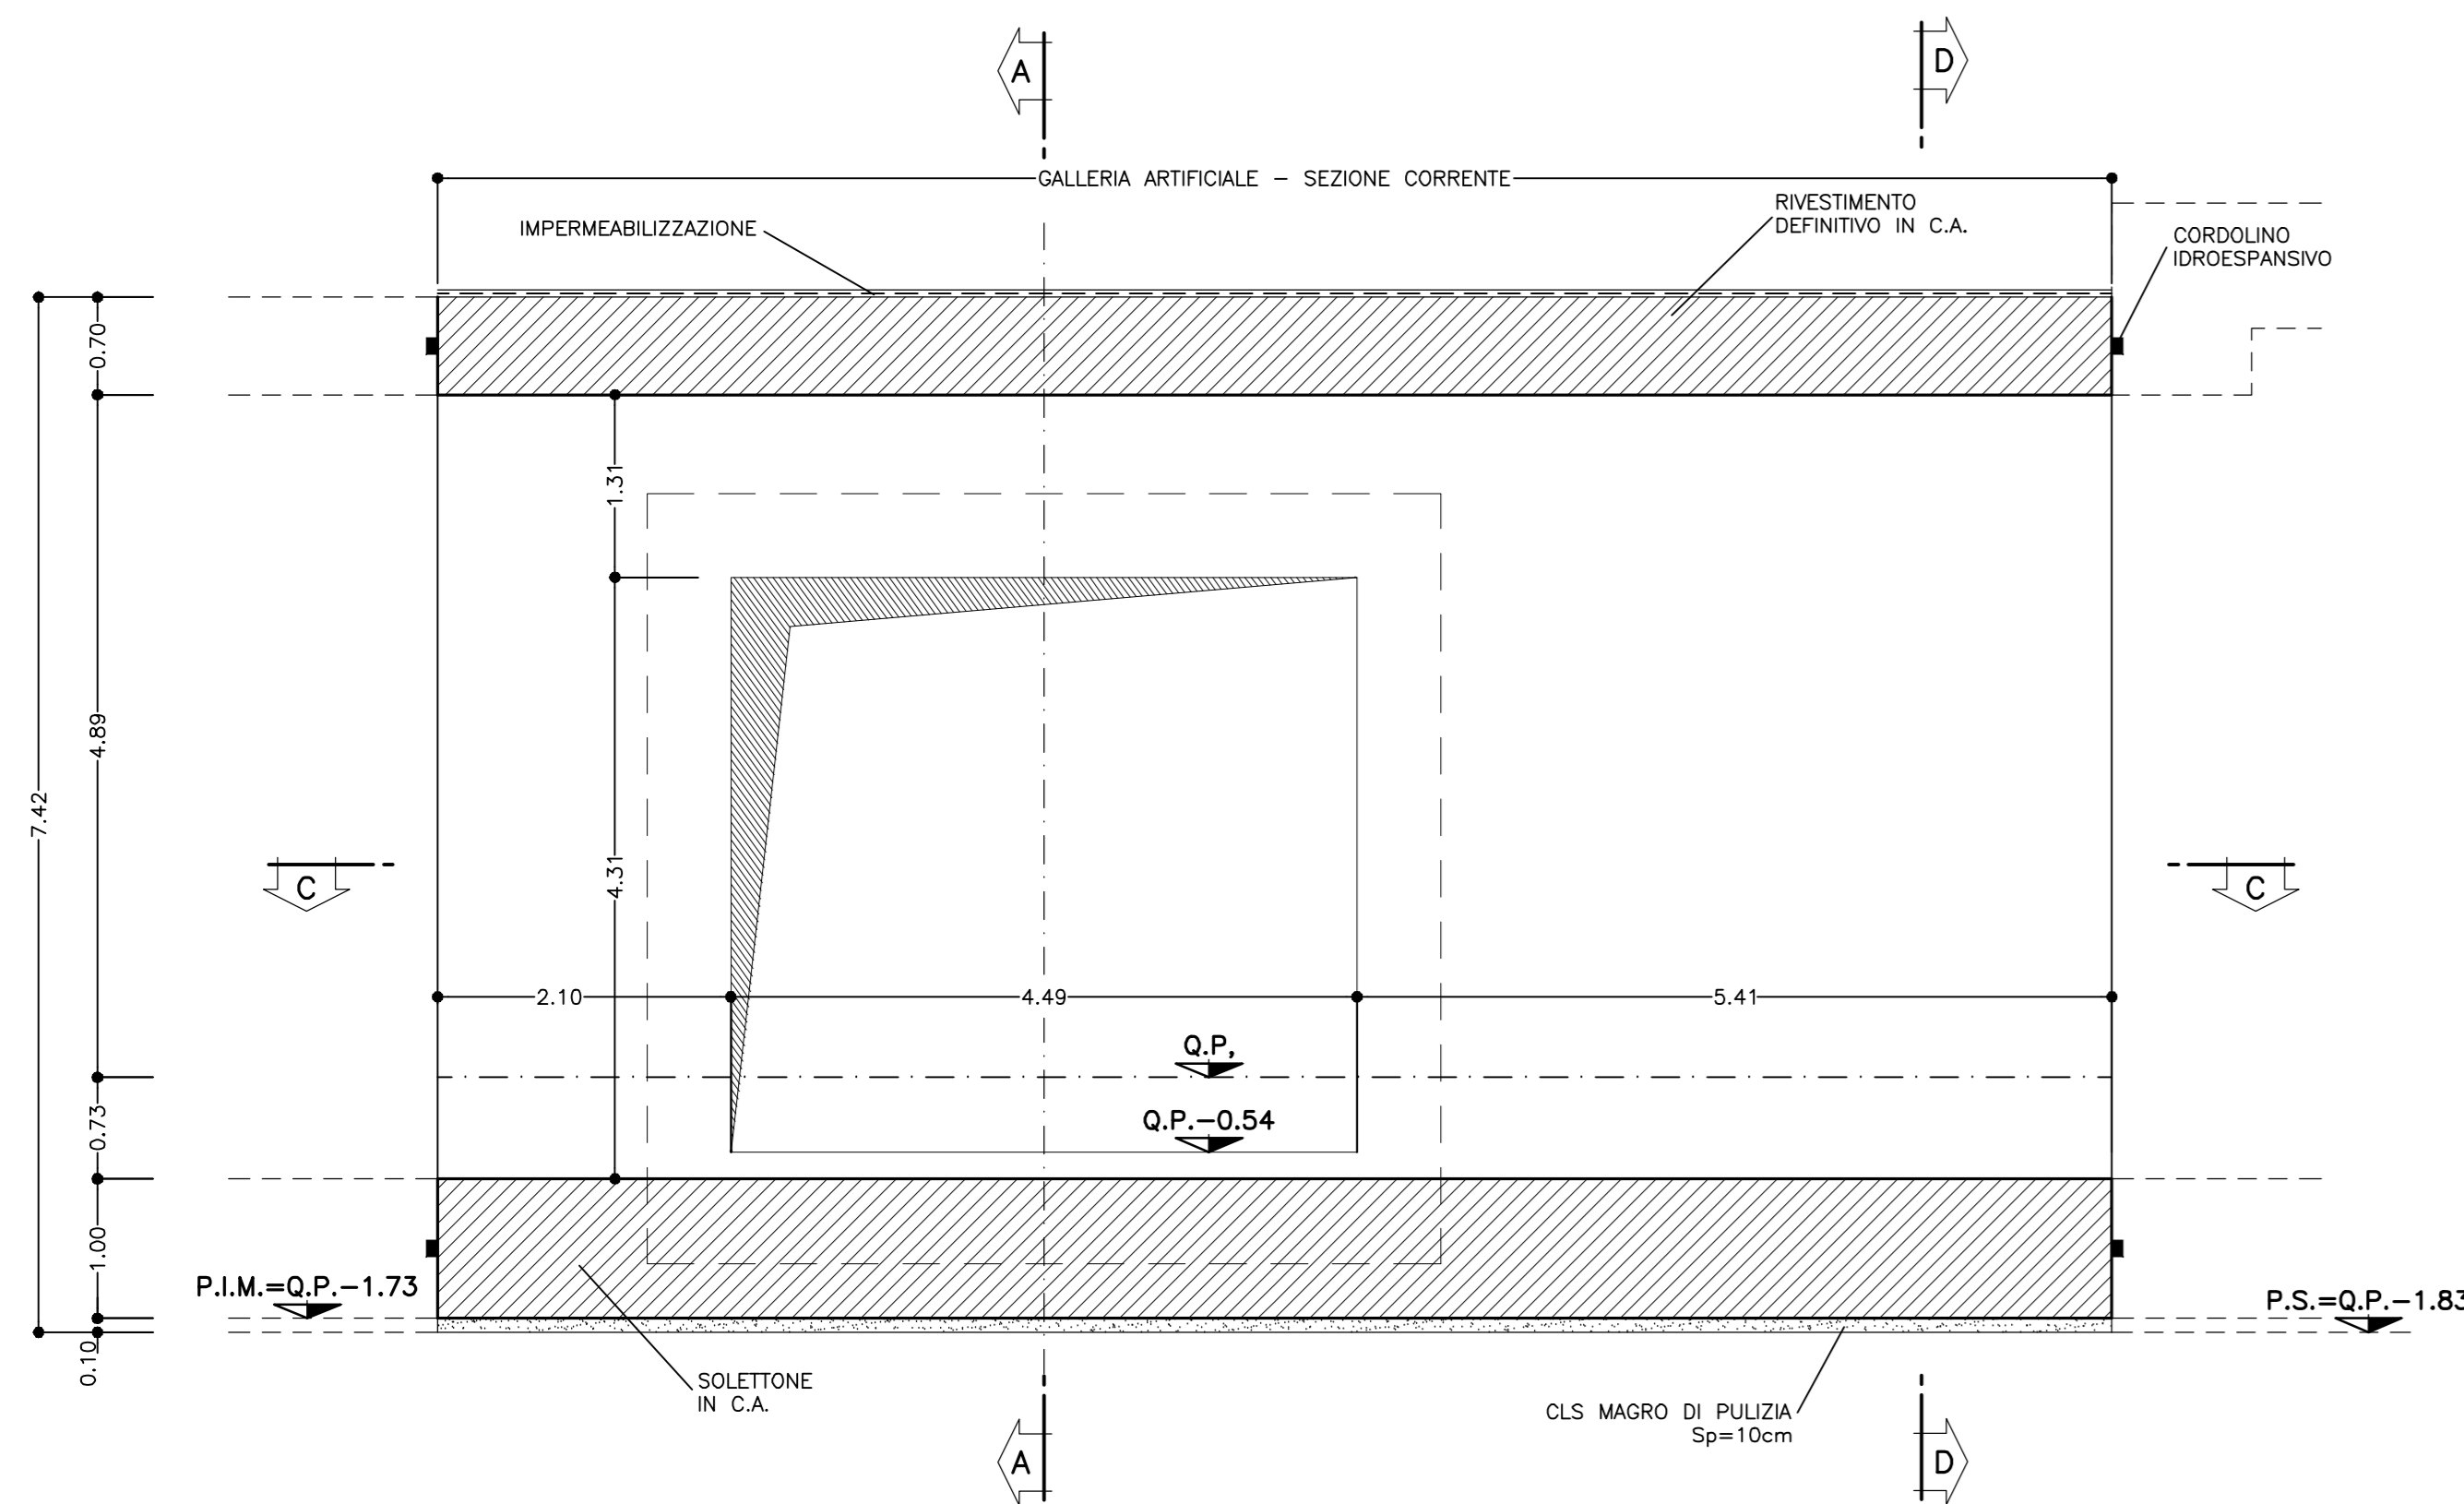 A
D
GALLERIA ARTIFICIALE – SEZIONE CORRENTE
IMPERMEABILIZZAZIONE
RIVESTIMENTO
DEFINITIVO IN C.A.
CORDOLINO
IDROESPANSIVO
0.70
1.31
4.89
7.42
4.31
C
C
2.10
4.49
5.41
Q.P,
0.73
Q.P.–0.54
1.00
P.I.M.=Q.P.–1.73
P.S.=Q.P.–1.83
0.10
SOLETTONE
IN C.A.
CLS MAGRO DI PULIZIA
Sp=10cm
A
D